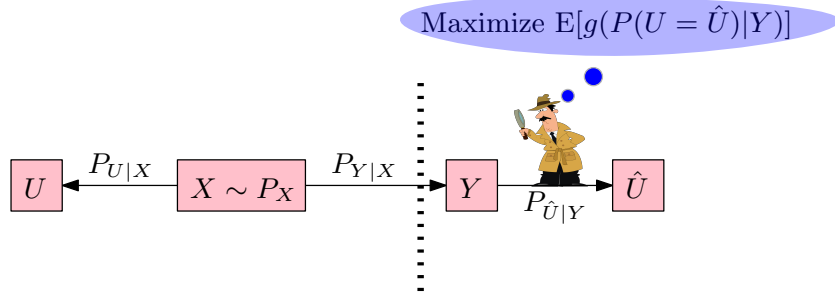 Maximize E[g(P(U = Û)|Y)]
U
P_{U|X}
X ∼ P_X
P_{Y|X}
Y
P_{Û|Y}
Û